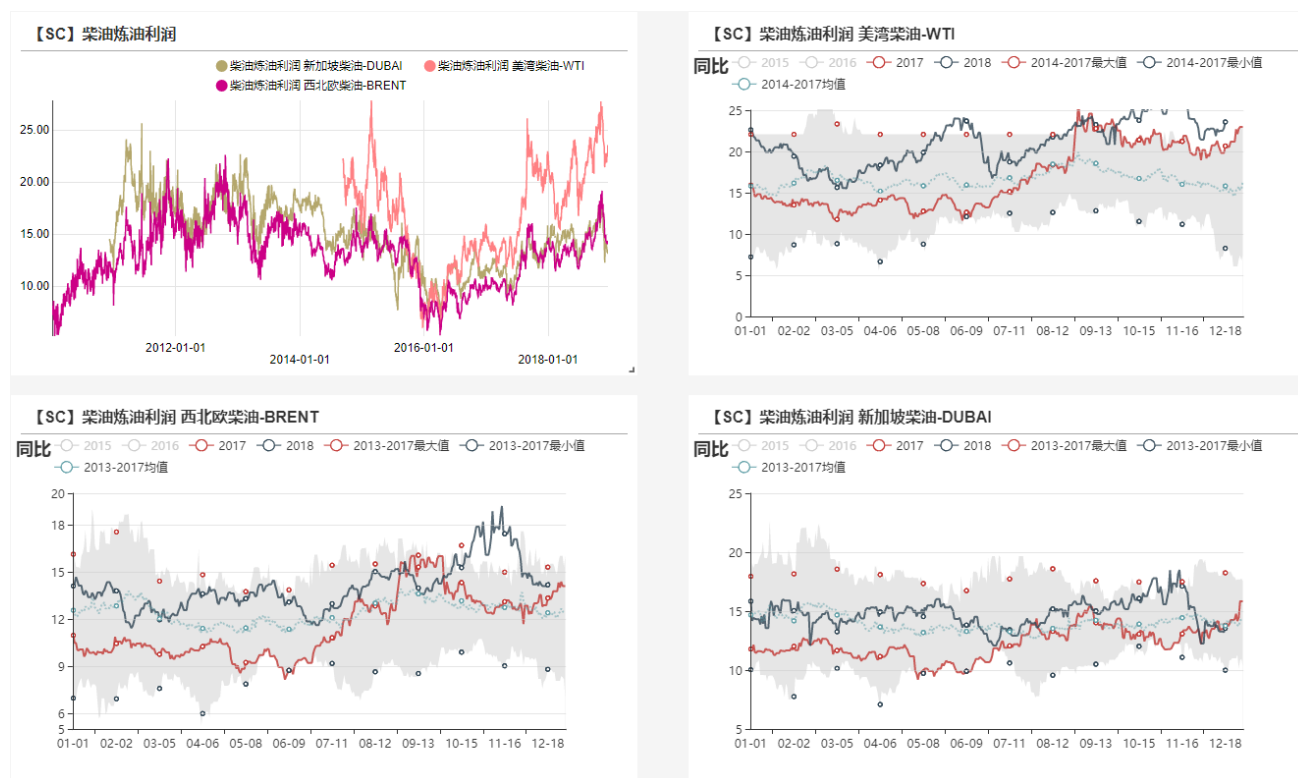 【SC】柴油炼油利润
柴油炼油利润 新加坡柴油-DUBAI 柴油炼油利润 美湾柴油-WTI
柴油炼油利润 西北欧柴油-BRENT
25.00
20.00
15.00
10.00
2012-01-01 2014-01-01 2016-01-01 2018-01-01
【SC】柴油炼油利润 美湾柴油-WTI
同比 2015 2016 2017 2018 2014-2017最大值 2014-2017最小值
2014-2017均值
25
20
15
10
5
0
01-01 02-02 03-05 04-06 05-08 06-09 07-11 08-12 09-13 10-15 11-16 12-18
【SC】柴油炼油利润 西北欧柴油-BRENT
同比 2015 2016 2017 2018 2013-2017最大值 2013-2017最小值
2013-2017均值
20
18
15
12
9
6
5
01-01 02-02 03-05 04-06 05-08 06-09 07-11 08-12 09-13 10-15 11-16 12-18
【SC】柴油炼油利润 新加坡柴油-DUBAI
同比 2015 2016 2017 2018 2013-2017最大值 2013-2017最小值
2013-2017均值
25
20
15
10
5
01-01 02-02 03-05 04-06 05-08 06-09 07-11 08-12 09-13 10-15 11-16 12-18